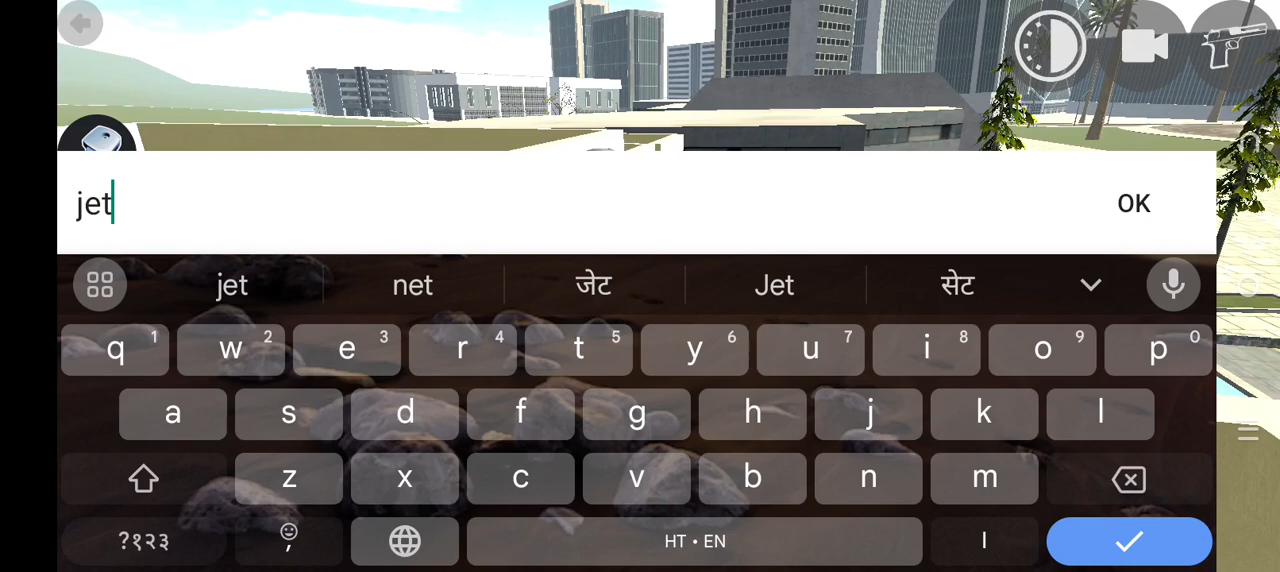 jet
OK
jet net जेट Jet सेट
q 1 w 2 e 3 r 4 t 5 y 6 u 7 i 8 o 9 p 0
a s d f g h j k l
z x c v b n m
?१२३ , HT • EN ।